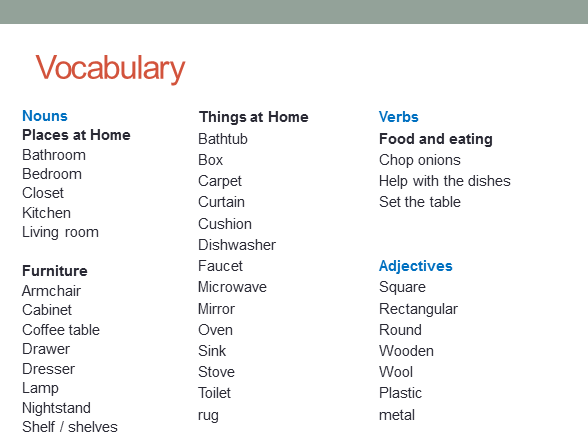 Vocabulary
Nouns
Places at Home
Bathroom
Bedroom
Closet
Kitchen
Living room
Furniture
Armchair
Cabinet
Coffee table
Drawer
Dresser
Lamp
Nightstand
Shelf / shelves
Things at Home
Bathtub
Box
Carpet
Curtain
Cushion
Dishwasher
Faucet
Microwave
Mirror
Oven
Sink
Stove
Toilet
rug
Verbs
Food and eating
Chop onions
Help with the dishes
Set the table
Adjectives
Square
Rectangular
Round
Wooden
Wool
Plastic
metal